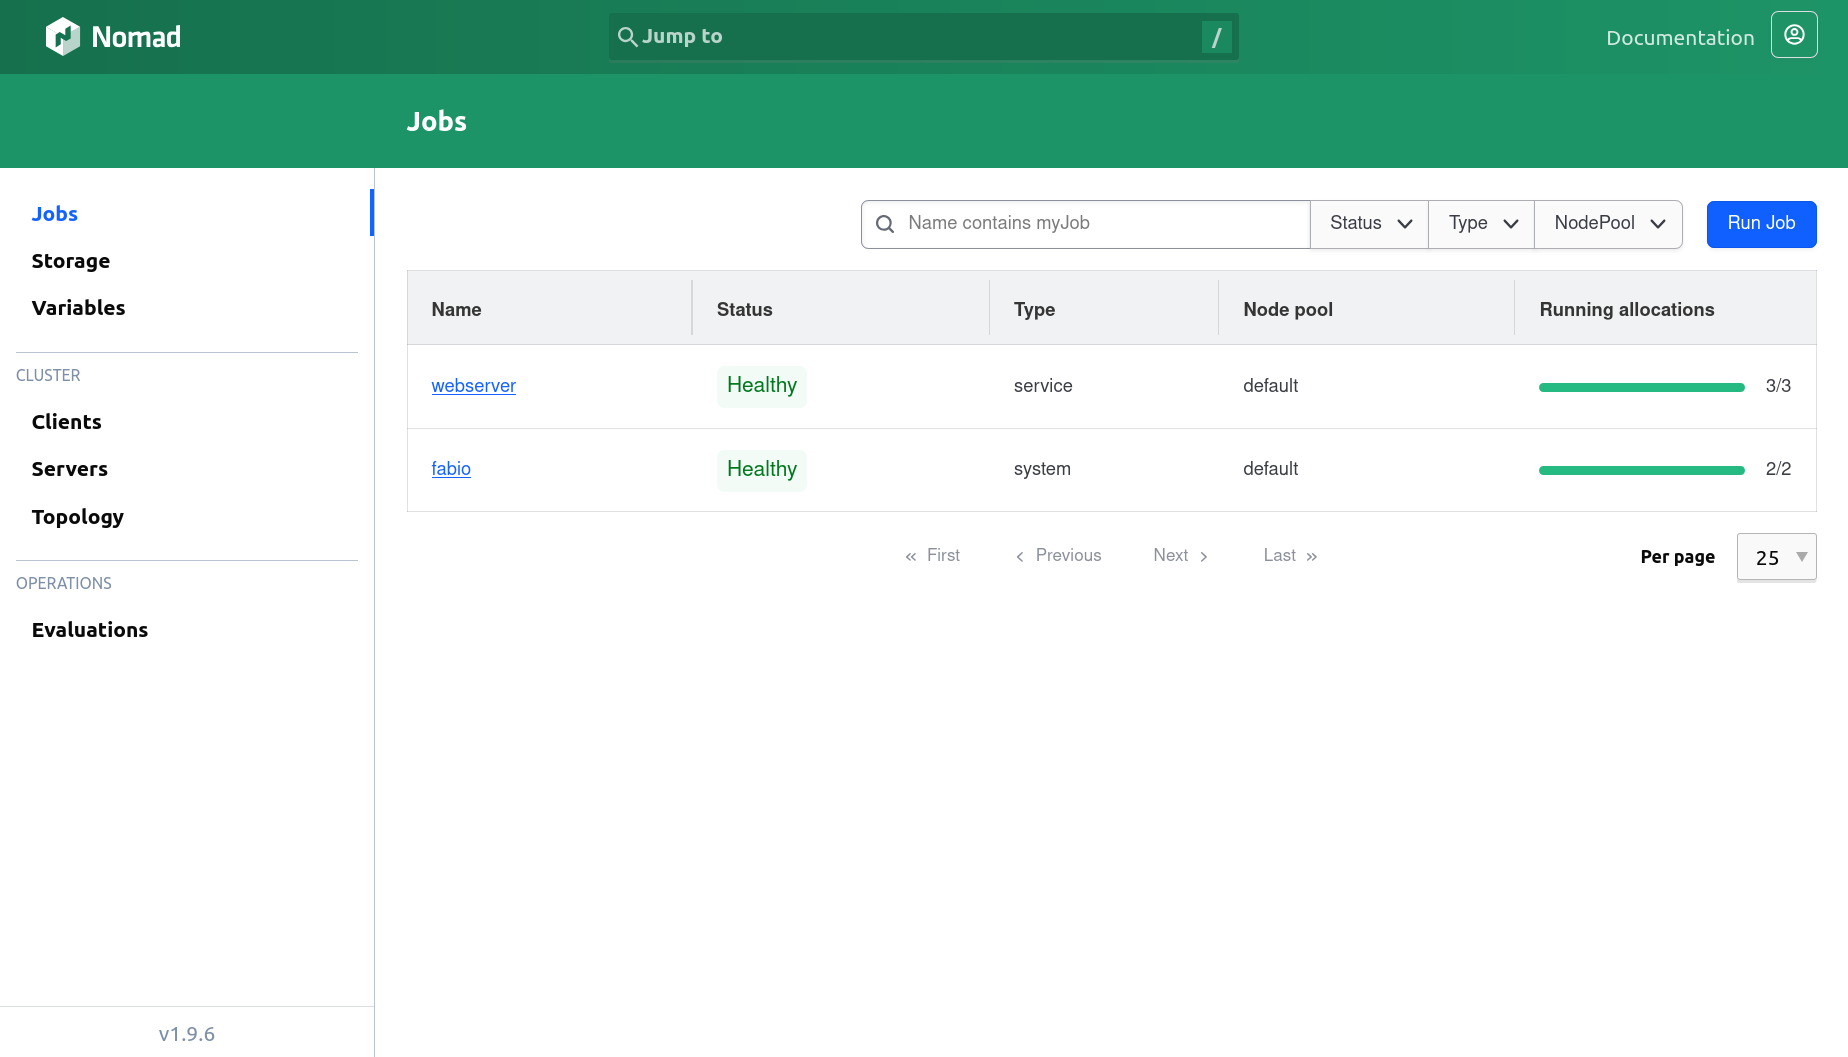 Nomad
Jump to /
Documentation
Jobs
Jobs
Storage
Variables
CLUSTER
Clients
Servers
Topology
OPERATIONS
Evaluations
v1.9.6
Name contains myJob Status Type NodePool Run Job
Name Status Type Node pool Running allocations
webserver Healthy service default 3/3
fabio Healthy system default 2/2
« First ‹ Previous Next › Last » Per page 25